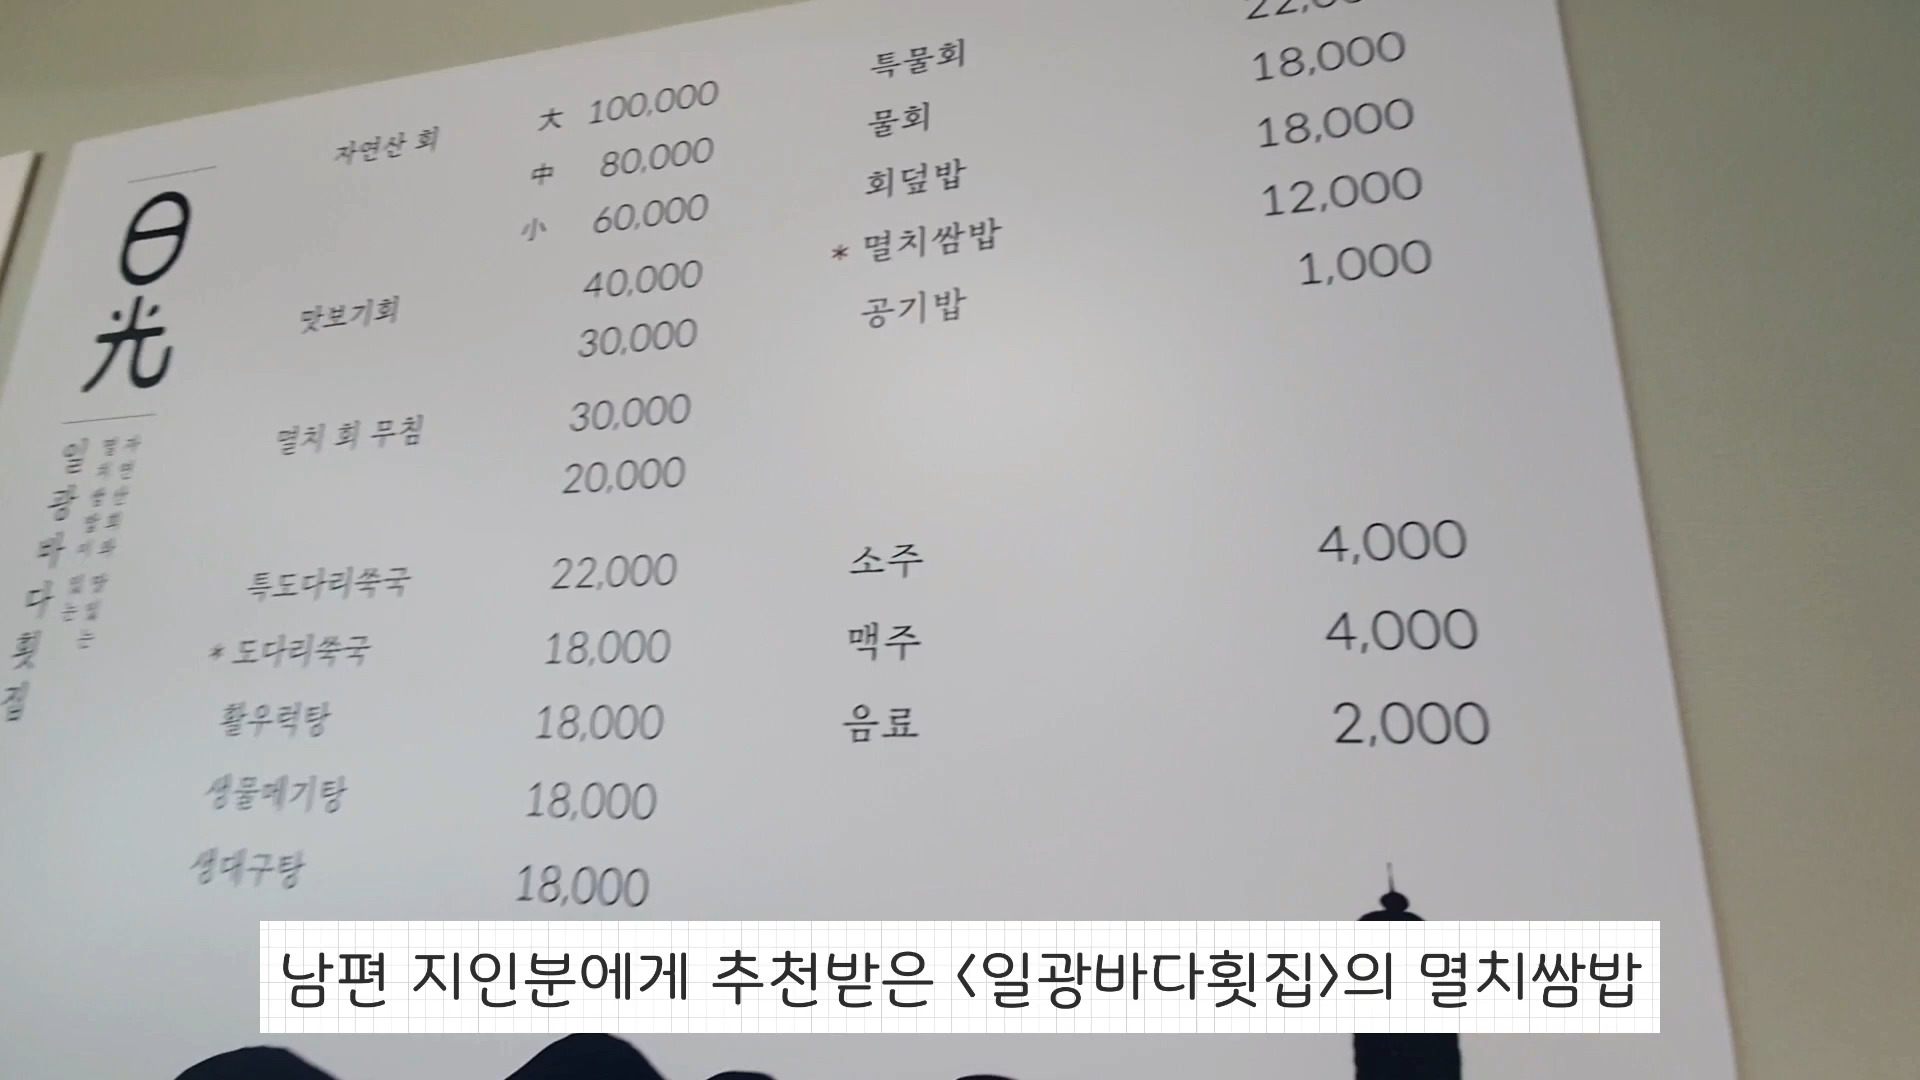 日光
일광바다횟집
자연산 회 大 100,000
中 80,000
小 60,000
맛보기회 40,000
30,000
멸치 회 무침 30,000
20,000
특도다리쑥국 22,000
* 도다리쑥국 18,000
활우럭탕 18,000
생물메기탕 18,000
생대구탕 18,000
특물회 22,000
물회 18,000
회덮밥 18,000
* 멸치쌈밥 12,000
공기밥 1,000
소주 4,000
맥주 4,000
음료 2,000
남편 지인분에게 추천받은 <일광바다횟집>의 멸치쌈밥